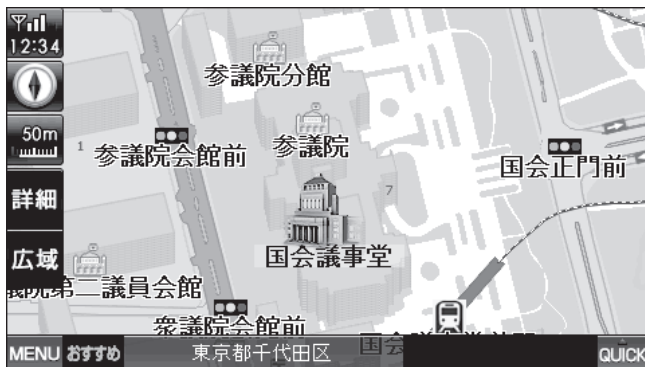 12:34
参議院分館
50m
1
参議院会館前
参議院
国会正門前
詳細
7
広域
国会議事堂
第二議員会館
衆議院会館前
MENU おすすめ 東京都千代田区 QUICK